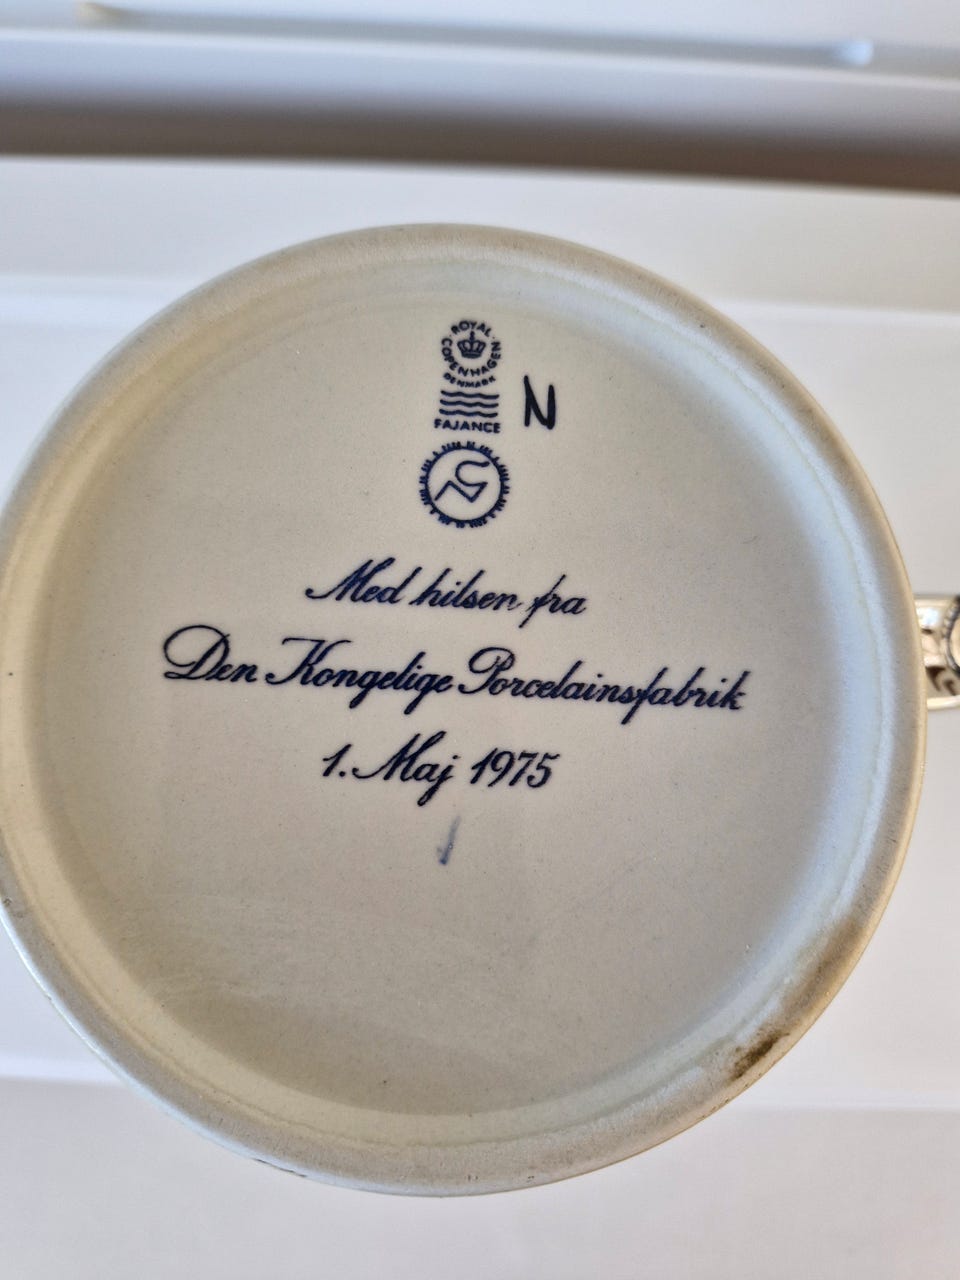 ROYAL
COPENHAGEN
DENMARK
FAJANCE
N
Med hilsen fra
Den Kongelige Porcelainsfabrik
1. Maj 1975